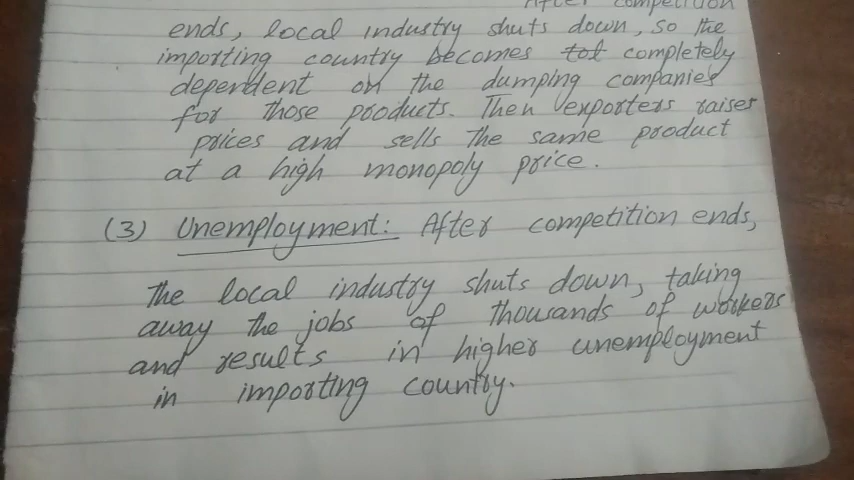 After competition
ends, local industry shuts down, so the
importing country becomes tot completely
dependent on the dumping companies
for those products. Then exporters raises
prices and sells the same product
at a high monopoly price.
(3) Unemployment: After competition ends,
the local industry shuts down, taking
away the jobs of thousands of workers
and results in higher unemployment
in importing country.